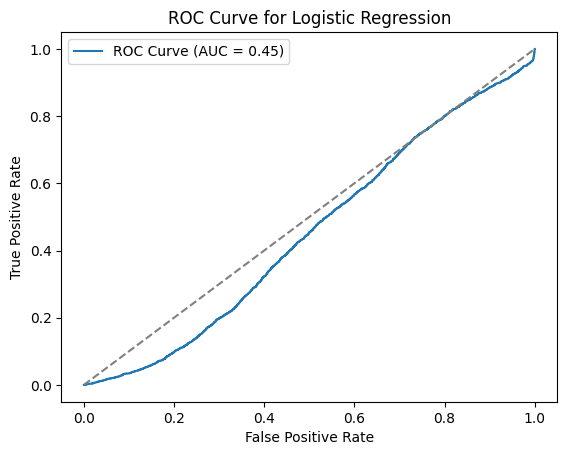 ROC Curve for Logistic Regression
ROC Curve (AUC = 0.45)
True Positive Rate
1.0
0.8
0.6
0.4
0.2
0.0
0.0 0.2 0.4 0.6 0.8 1.0
False Positive Rate